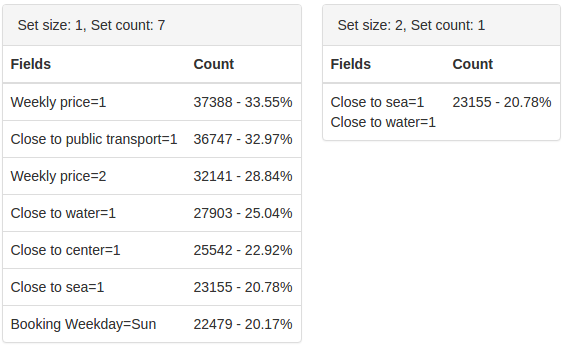 Set size: 1, Set count: 7
Fields Count
Weekly price=1 37388 - 33.55%
Close to public transport=1 36747 - 32.97%
Weekly price=2 32141 - 28.84%
Close to water=1 27903 - 25.04%
Close to center=1 25542 - 22.92%
Close to sea=1 23155 - 20.78%
Booking Weekday=Sun 22479 - 20.17%
Set size: 2, Set count: 1
Fields Count
Close to sea=1 23155 - 20.78%
Close to water=1